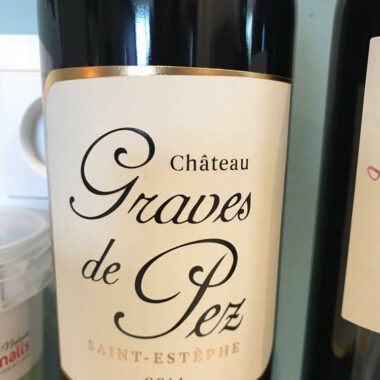 Château
Graves
de Pez
SAINT-ESTÈPHE